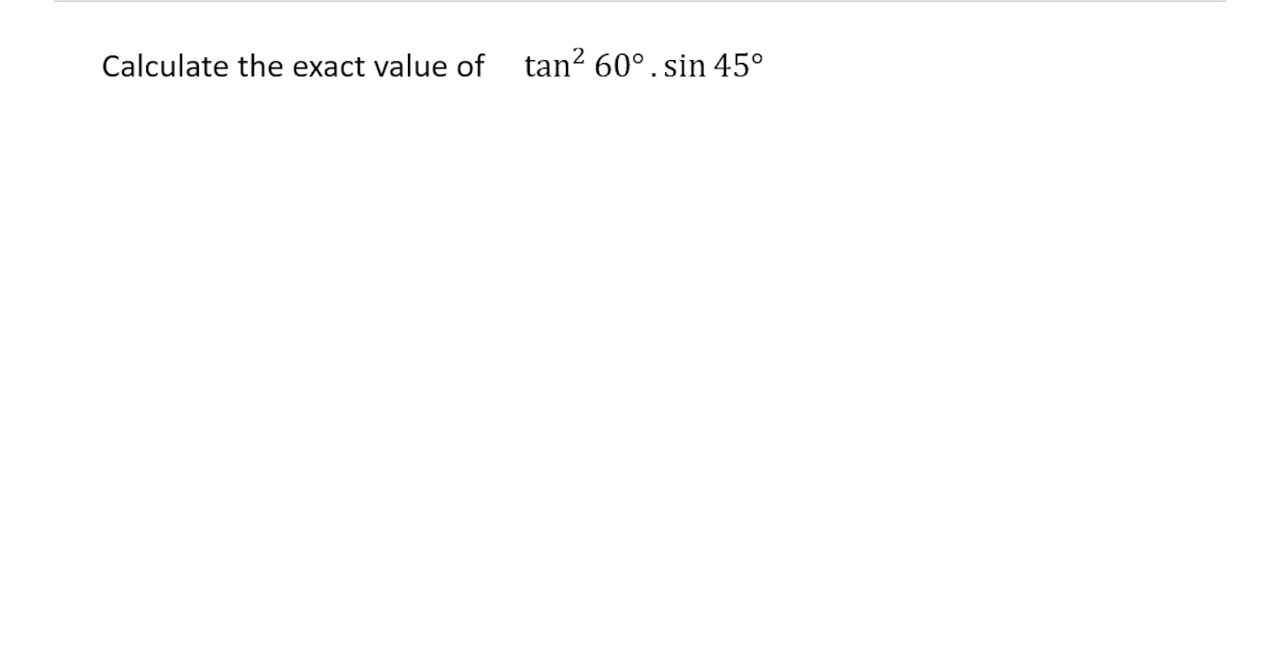 Calculate the exact value of tan² 60° . sin 45°